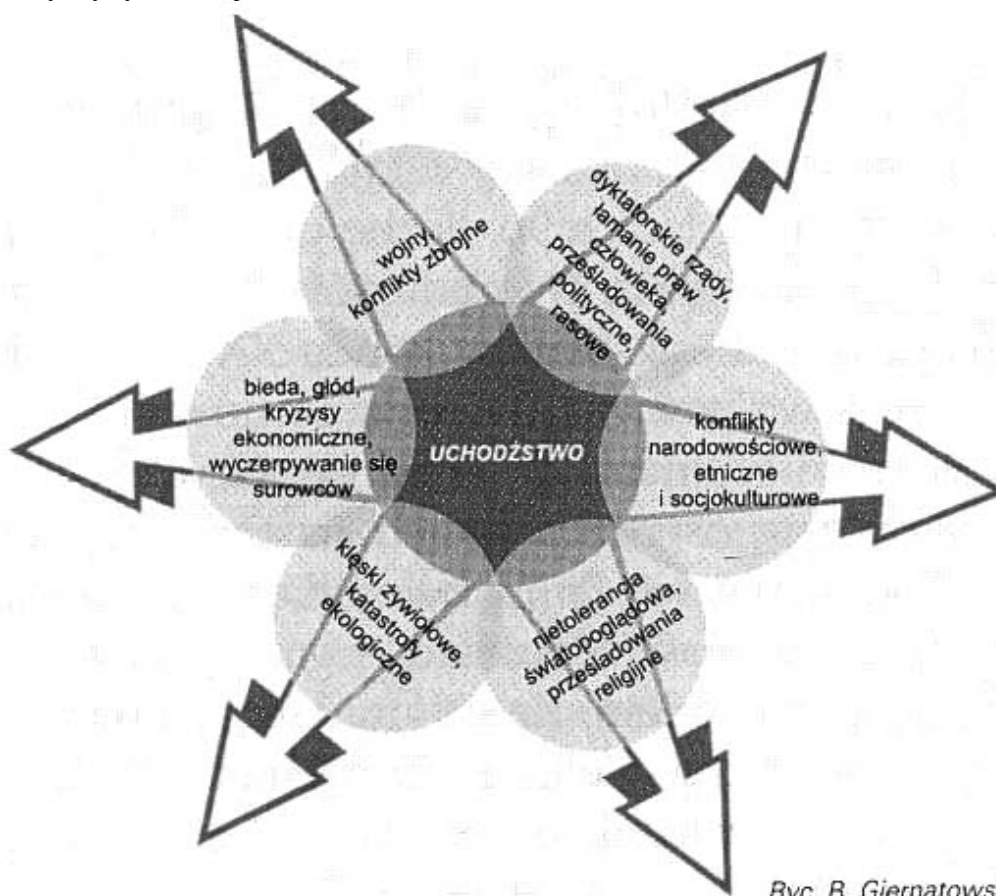 wojny,
konflikty zbrojne
dyktatorskie rządy,
łamanie praw
człowieka,
prześladowania
polityczne,
rasowe
bieda, głód,
kryzysy
ekonomiczne,
wyczerpywanie się
surowców
UCHODŹSTWO
konflikty
narodowościowe,
etniczne
i socjokulturowe
klęski żywiołowe,
katastrofy
ekologiczne
nietolerancja
światopoglądowa,
prześladowania
religijne
Ryc. B. Giernatows